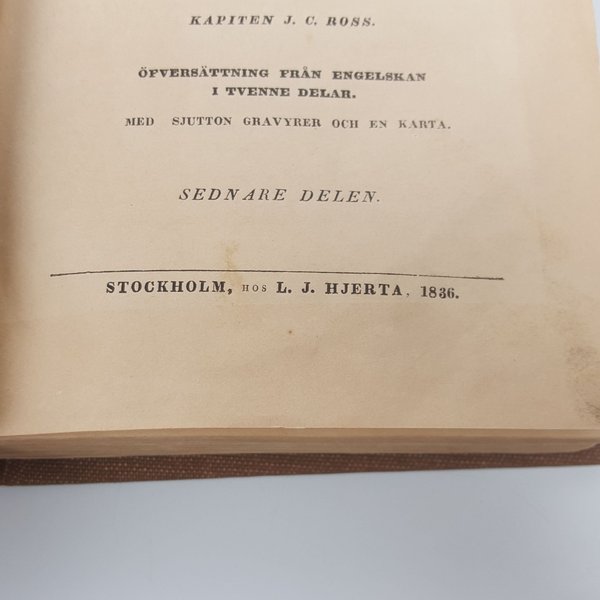 KAPITEN J. C. ROSS.
ÖFVERSÄTTNING FRÅN ENGELSKAN
I TVENNE DELAR.
MED SJUTTON GRAVYRER OCH EN KARTA.
SEDNARE DELEN.
STOCKHOLM, HOS L. J. HJERTA, 1836.